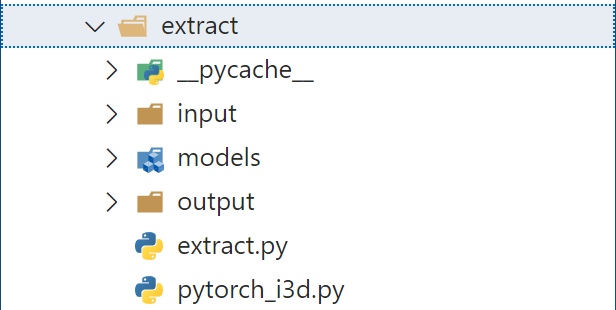 extract
__pycache__
input
models
output
extract.py
pytorch_i3d.py